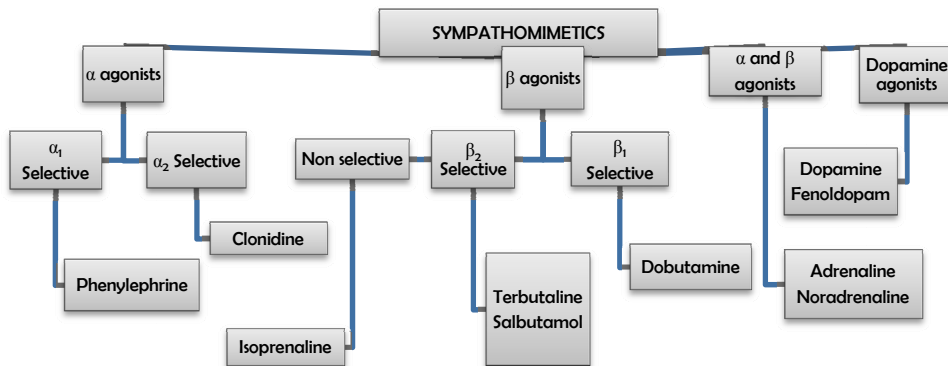 SYMPATHOMIMETICS
α agonists
β agonists
α and β
agonists
Dopamine
agonists
α₁
Selective
α₂ Selective
Non selective
β₂
Selective
β₁
Selective
Dopamine
Fenoldopam
Clonidine
Phenylephrine
Dobutamine
Adrenaline
Noradrenaline
Terbutaline
Salbutamol
Isoprenaline